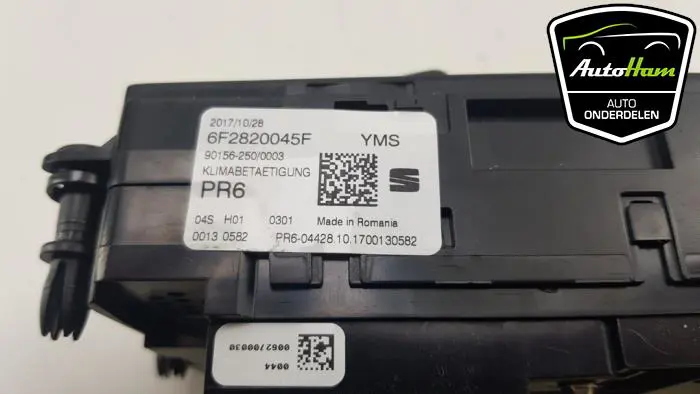 AutoHam
AUTO
ONDERDELEN
2017/10/28
6F2820045F YMS
90156-250/0003
KLIMABETAETIGUNG
PR6
04S H01 0301 Made in Romania
0013 0582 PR6-04428.10.1700130582
0044
0062700030